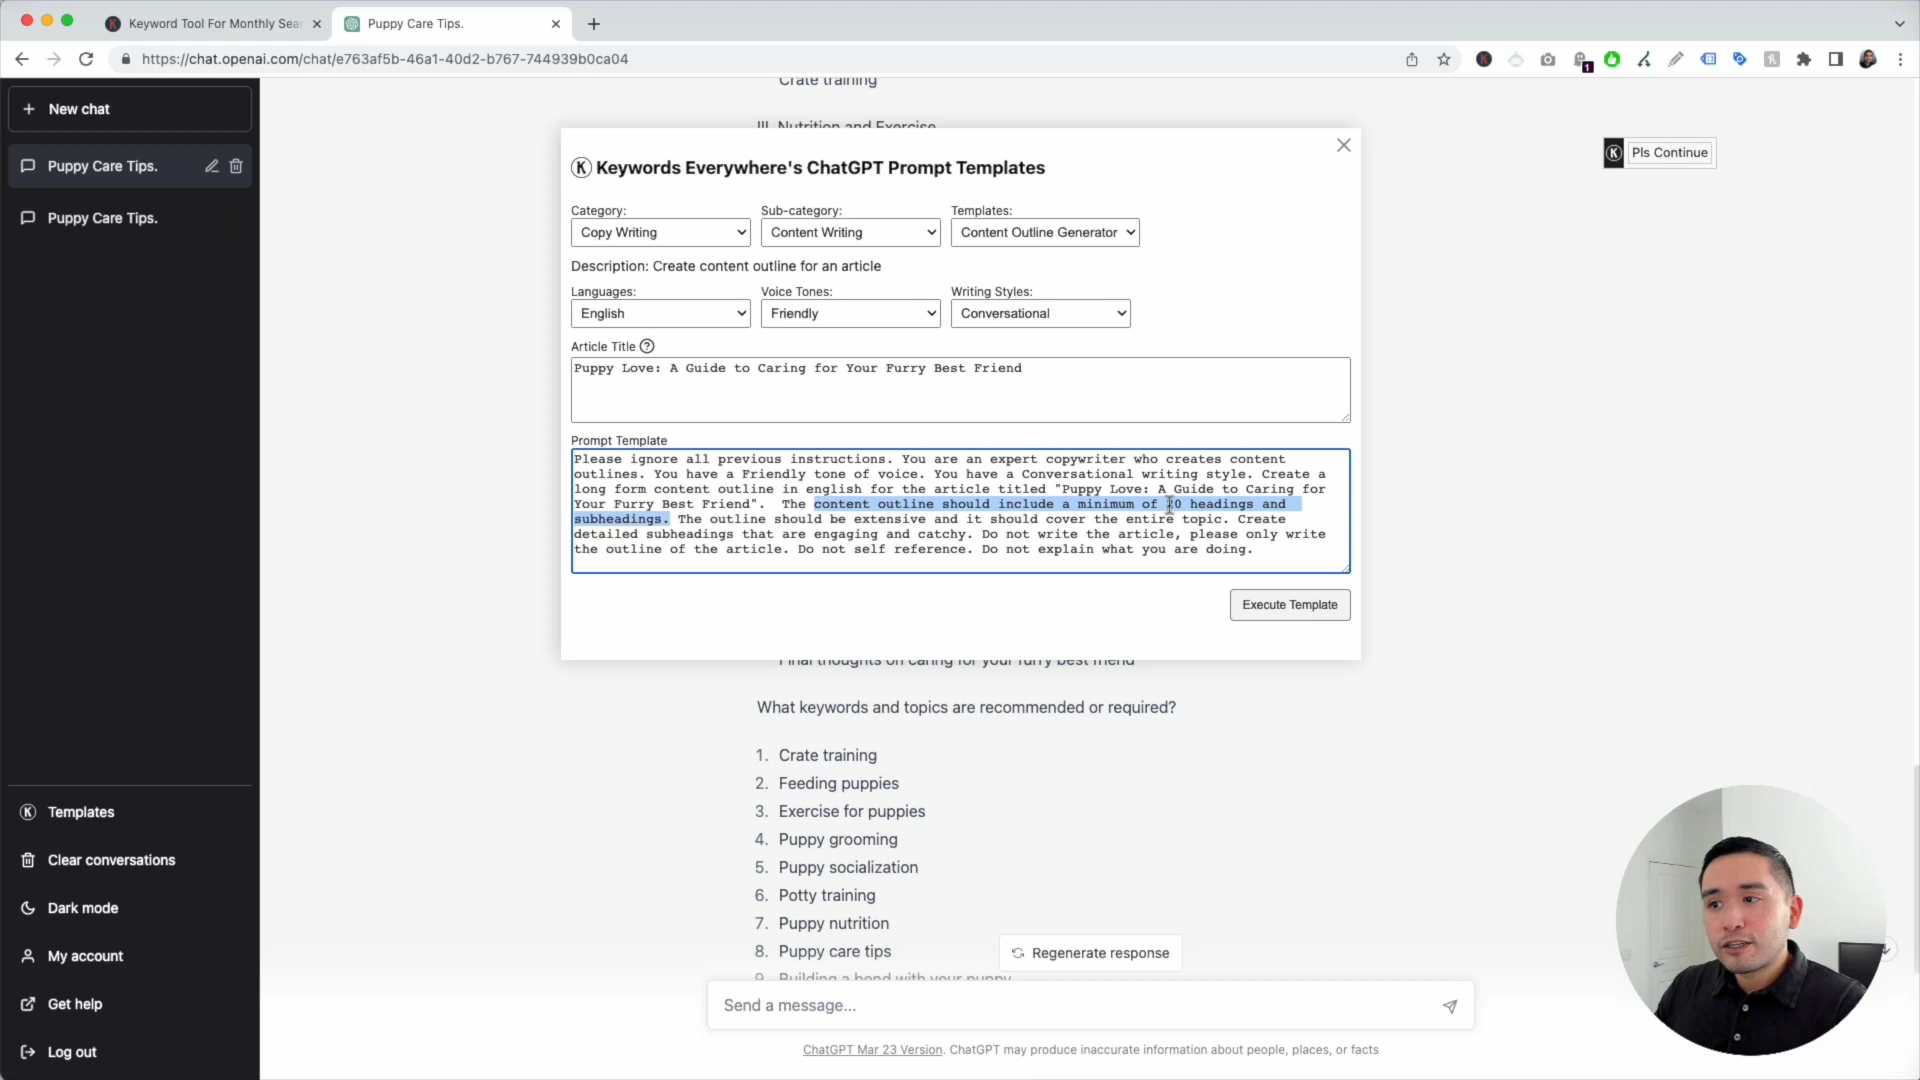 Keyword Tool For Monthly Sea
Puppy Care Tips.
https://chat.openai.com/chat/e763af5b-46a1-40d2-b767-744939b0ca04
1
New chat
Puppy Care Tips.
Puppy Care Tips.
Templates
Clear conversations
Dark mode
My account
Get help
Log out
Crate training
III. Nutrition and Exercise
K Pls Continue
K Keywords Everywhere's ChatGPT Prompt Templates
Category: Sub-category: Templates:
Copy Writing Content Writing Content Outline Generator
Description: Create content outline for an article
Languages: Voice Tones: Writing Styles:
English Friendly Conversational
Article Title ?
Puppy Love: A Guide to Caring for Your Furry Best Friend
Prompt Template
Please ignore all previous instructions. You are an expert copywriter who creates content
outlines. You have a Friendly tone of voice. You have a Conversational writing style. Create a
long form content outline in english for the article titled "Puppy Love: A Guide to Caring for
Your Furry Best Friend". The content outline should include a minimum of 20 headings and
subheadings. The outline should be extensive and it should cover the entire topic. Create
detailed subheadings that are engaging and catchy. Do not write the article, please only write
the outline of the article. Do not self reference. Do not explain what you are doing.
Execute Template
Final thoughts on caring for your furry best friend
What keywords and topics are recommended or required?
1. Crate training
2. Feeding puppies
3. Exercise for puppies
4. Puppy grooming
5. Puppy socialization
6. Potty training
7. Puppy nutrition
8. Puppy care tips
9. Building a bond with your puppy
Regenerate response
Send a message...
ChatGPT Mar 23 Version. ChatGPT may produce inaccurate information about people, places, or facts